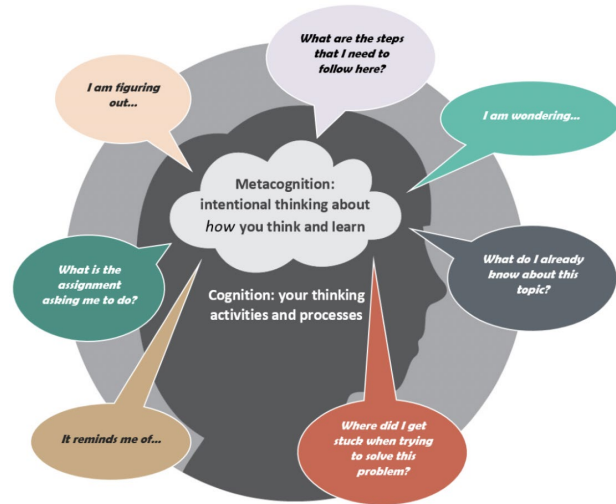 What are the steps
that I need to
follow here?
I am figuring
out...
I am wondering...
Metacognition:
intentional thinking about
how you think and learn
What is the
assignment
asking me to do?
What do I already
know about this
topic?
Cognition: your thinking
activities and processes
It reminds me of...
Where did I get
stuck when trying
to solve this
problem?